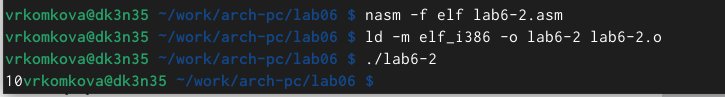 vrkomkova@dk3n35 ~/work/arch-pc/lab06 $ nasm -f elf lab6-2.asm
vrkomkova@dk3n35 ~/work/arch-pc/lab06 $ ld -m elf_i386 -o lab6-2 lab6-2.o
vrkomkova@dk3n35 ~/work/arch-pc/lab06 $ ./lab6-2
10vrkomkova@dk3n35 ~/work/arch-pc/lab06 $